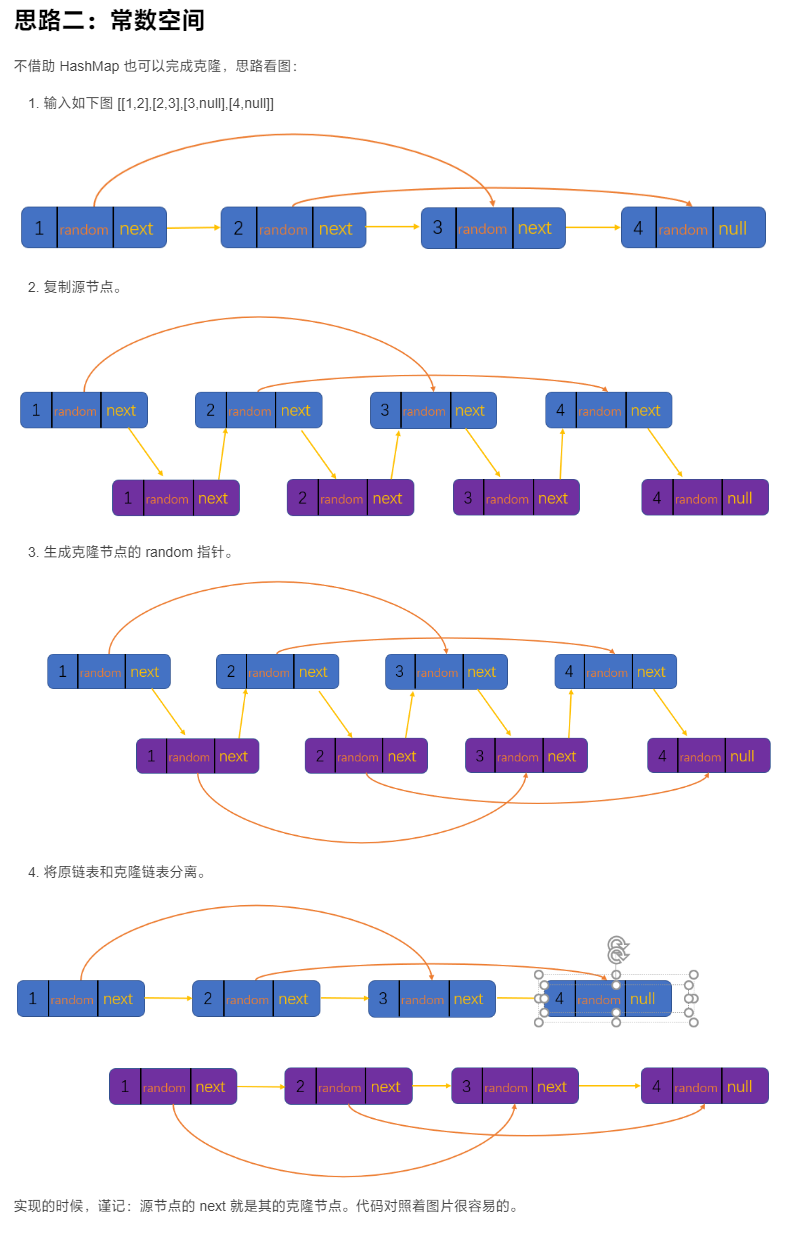 思路二：常数空间
不借助 HashMap 也可以完成克隆，思路看图：
1. 输入如下图 [[1,2],[2,3],[3,null],[4,null]]
1 random next 2 random next 3 random next 4 random null
2. 复制源节点。
1 random next 2 random next 3 random next 4 random next
1 random next 2 random next 3 random next 4 random null
3. 生成克隆节点的 random 指针。
1 random next 2 random next 3 random next 4 random next
1 random next 2 random next 3 random next 4 random null
4. 将原链表和克隆链表分离。
1 random next 2 random next 3 random next 4 random null
1 random next 2 random next 3 random next 4 random null
实现的时候，谨记：源节点的 next 就是其的克隆节点。代码对照着图片很容易的。